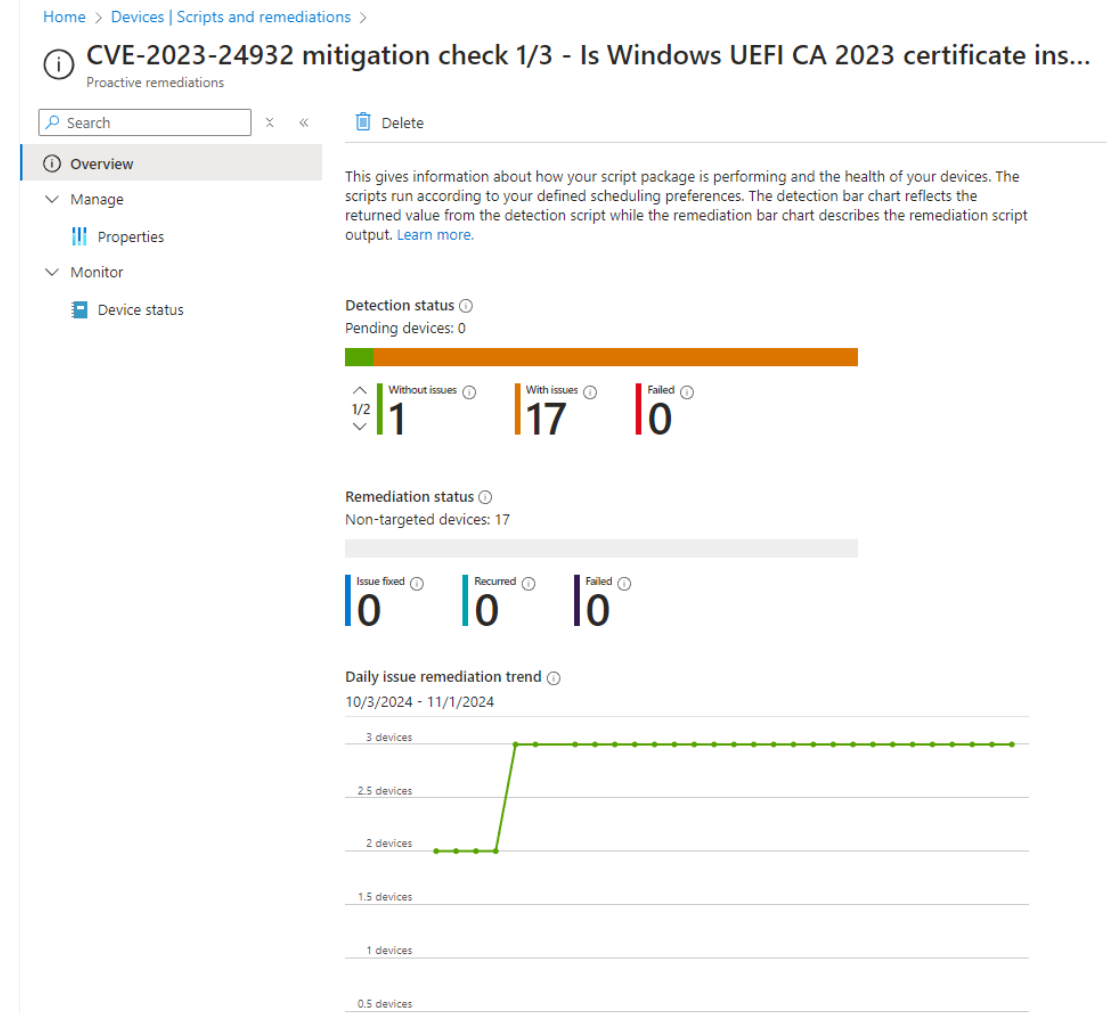 Home > Devices | Scripts and remediations >
CVE-2023-24932 mitigation check 1/3 - Is Windows UEFI CA 2023 certificate ins...
Proactive remediations
Search
Delete
Overview
Manage
Properties
Monitor
Device status
This gives information about how your script package is performing and the health of your devices. The
scripts run according to your defined scheduling preferences. The detection bar chart reflects the
returned value from the detection script while the remediation bar chart describes the remediation script
output. Learn more.
Detection status
Pending devices: 0
1/2
Without issues
1
With issues
17
Failed
0
Remediation status
Non-targeted devices: 17
Issue fixed
0
Recurred
0
Failed
0
Daily issue remediation trend
10/3/2024 - 11/1/2024
3 devices
2.5 devices
2 devices
1.5 devices
1 devices
0.5 devices